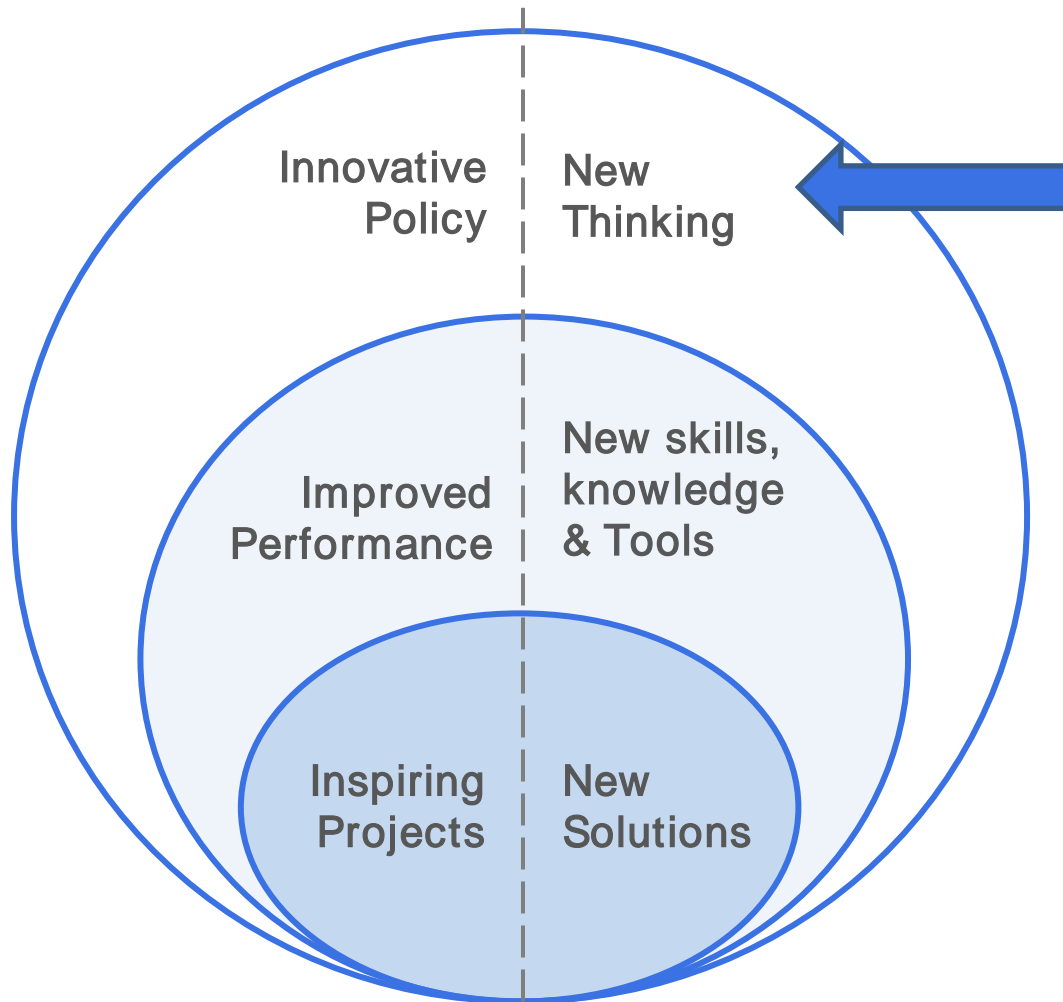 Innovative
Policy
New
Thinking
Improved
Performance
New skills,
knowledge
& Tools
Inspiring
Projects
New
Solutions